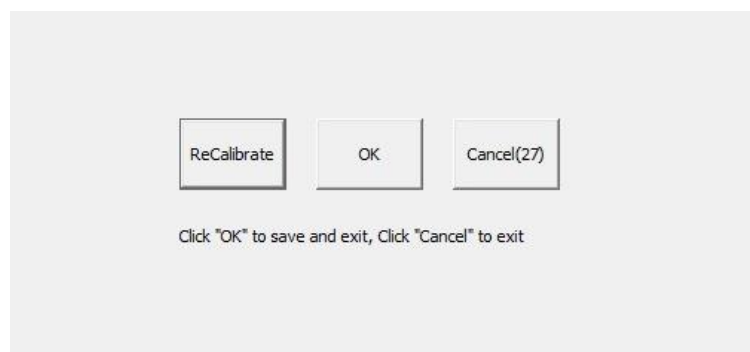 ReCalibrate OK Cancel(27)
Click "OK" to save and exit, Click "Cancel" to exit